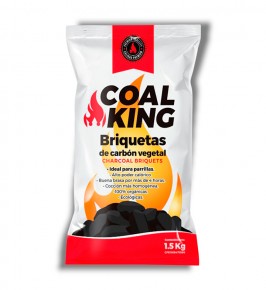 COAL
KING
Briquetas
de carbón vegetal
CHARCOAL BRIQUETE
- Ideal para parrillas.
- Alto poder calórico
- Buena brasa por más de 4 horas.
- Cocción más homogénea
100% orgánicas
Ecológicas
1.5 Kg